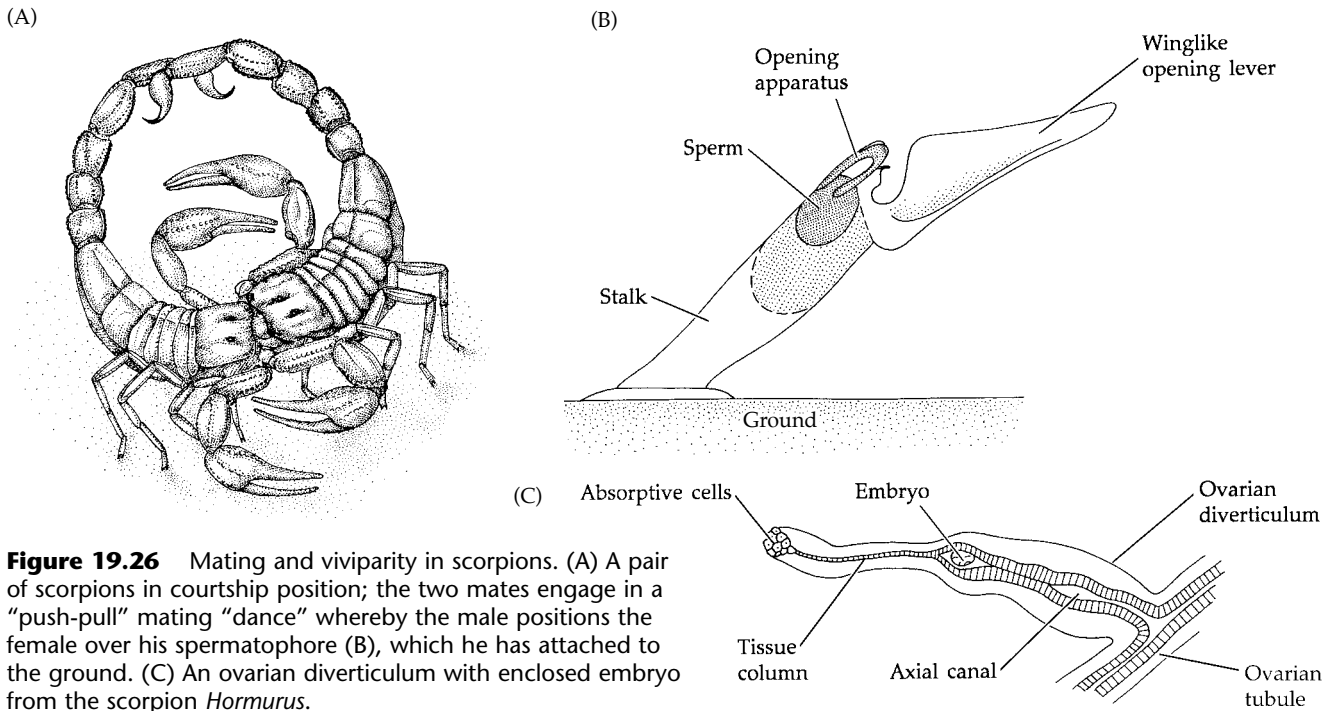 (A)
(B)
Opening
apparatus
Winglike
opening lever
Sperm
Stalk
Ground
(C)
Absorptive cells
Embryo
Ovarian
diverticulum
Tissue
column
Axial canal
Ovarian
tubule
Figure 19.26 Mating and viviparity in scorpions. (A) A pair
of scorpions in courtship position; the two mates engage in a
“push-pull” mating “dance” whereby the male positions the
female over his spermatophore (B), which he has attached to
the ground. (C) An ovarian diverticulum with enclosed embryo
from the scorpion Hormurus.